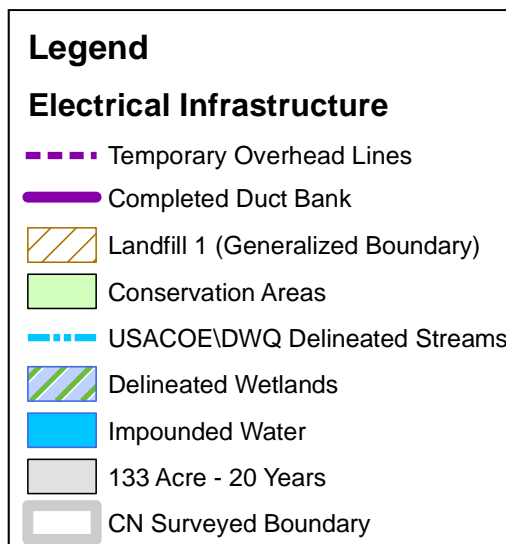 Legend
Electrical Infrastructure
Temporary Overhead Lines
Completed Duct Bank
Landfill 1 (Generalized Boundary)
Conservation Areas
USACOE\DWQ Delineated Streams
Delineated Wetlands
Impounded Water
133 Acre - 20 Years
CN Surveyed Boundary